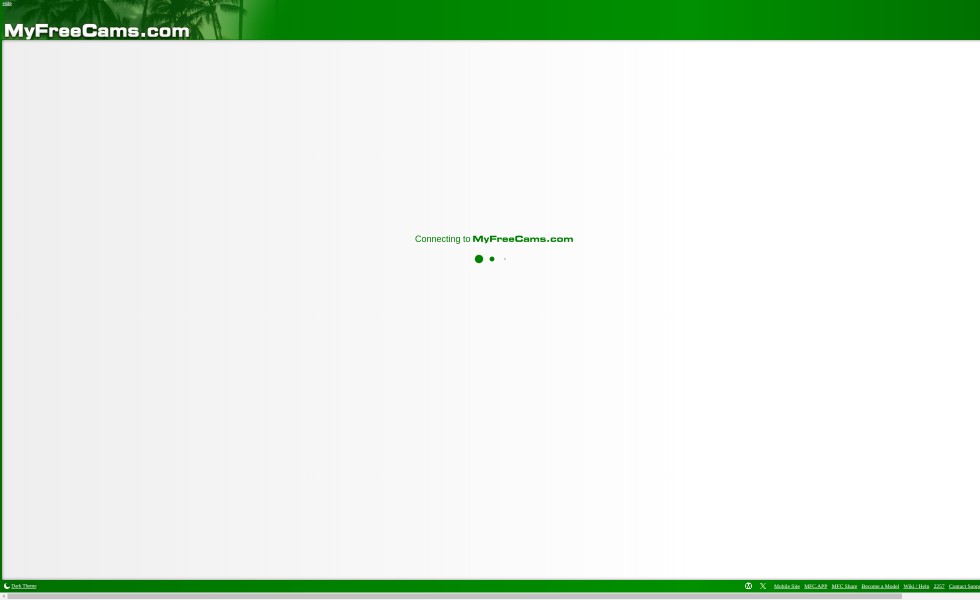 Hide
MyFreeCams.com
Connecting to MyFreeCams.com
Dark Theme
Mobile Site MFC.APP MFC Share Become a Model Wiki / Help 2257 Contact